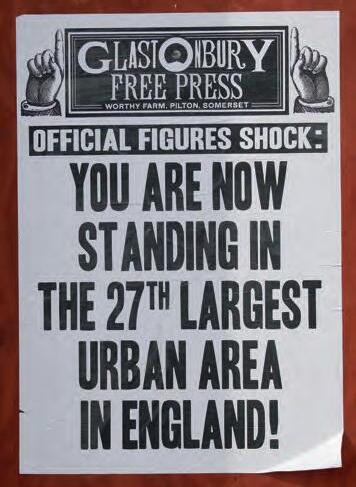 GLASTONBURY
FREE PRESS
WORTHY FARM, PILTON, SOMERSET
OFFICIAL FIGURES SHOCK:
YOU ARE NOW
STANDING IN
THE 27TH LARGEST
URBAN AREA
IN ENGLAND!